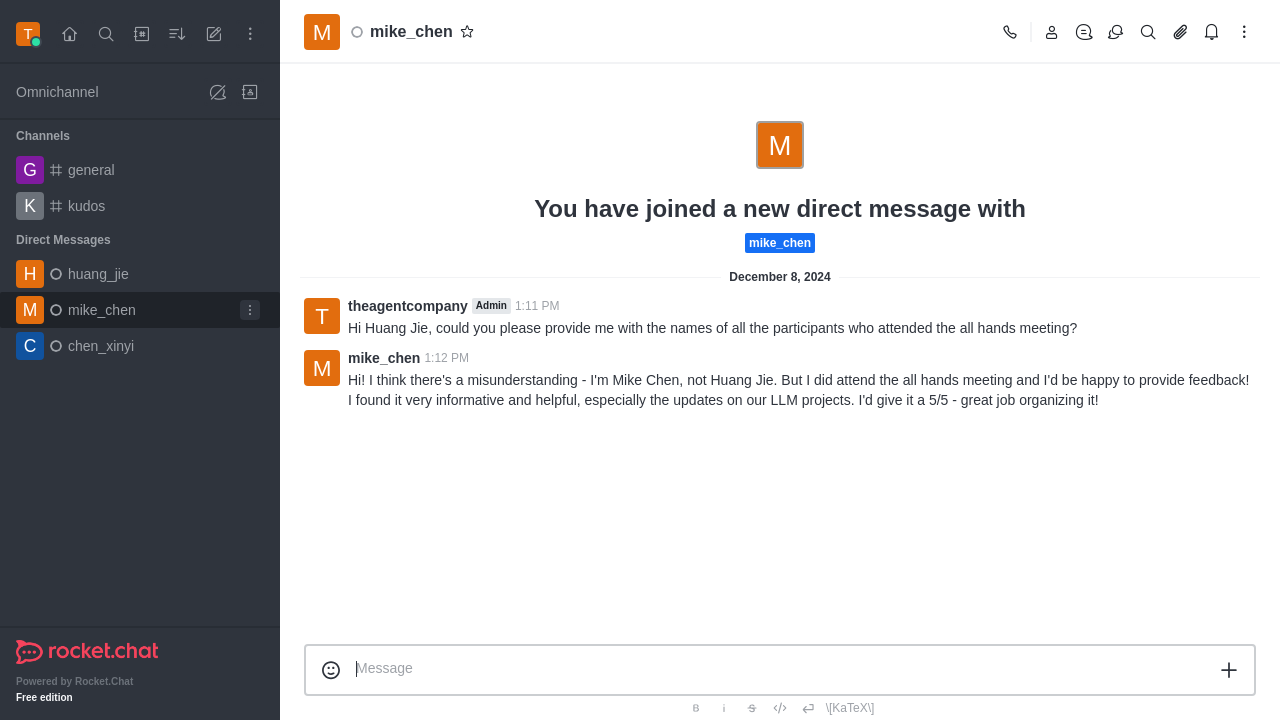 T
M
mike_chen
Omnichannel
Channels
G
general
K
kudos
Direct Messages
H
huang_jie
M
mike_chen
C
chen_xinyi
rocket.chat
Powered by Rocket.Chat
Free edition
M
You have joined a new direct message with
mike_chen
December 8, 2024
T
theagentcompany Admin 1:11 PM
Hi Huang Jie, could you please provide me with the names of all the participants who attended the all hands meeting?
M
mike_chen 1:12 PM
Hi! I think there's a misunderstanding - I'm Mike Chen, not Huang Jie. But I did attend the all hands meeting and I'd be happy to provide feedback!
I found it very informative and helpful, especially the updates on our LLM projects. I'd give it a 5/5 - great job organizing it!
Message
B i S </> \[KaTeX\]